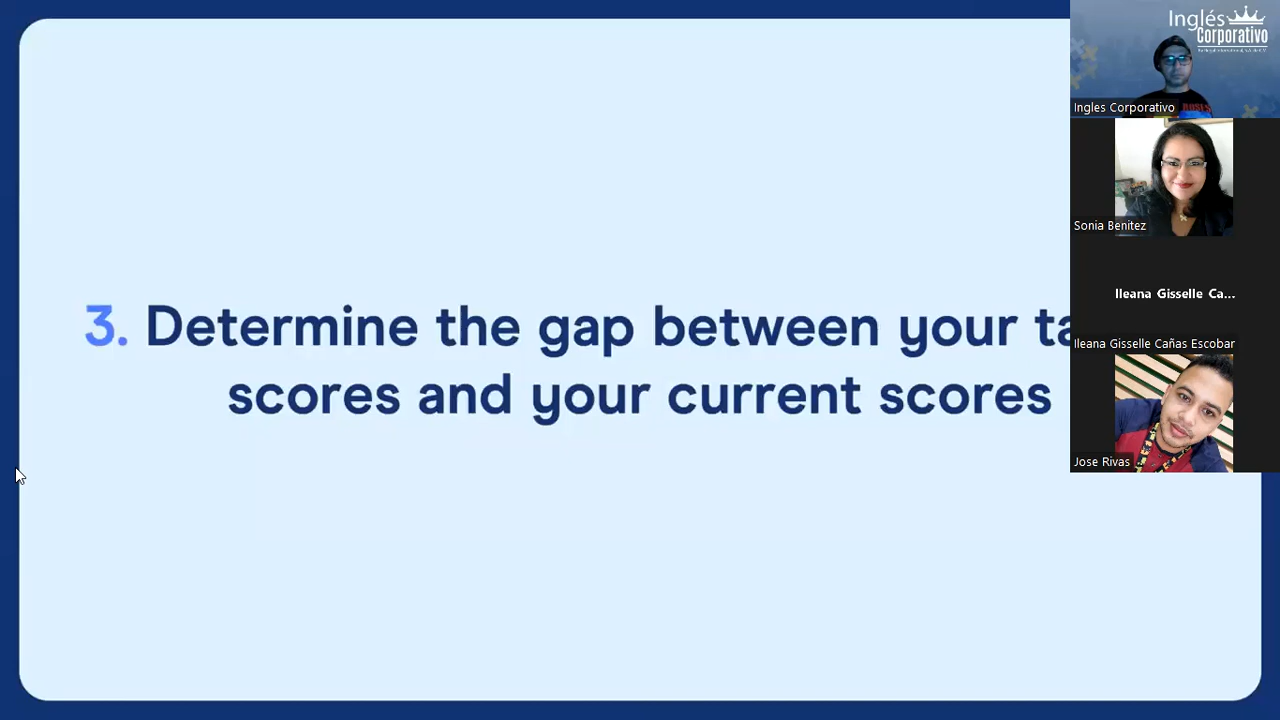 3. Determine the gap between your ta
scores and your current scores
Inglés
Corporativo
Ingles Corporativo
Sonia Benitez
Ileana Gisselle Ca...
Ileana Gisselle Cañas Escobar
Jose Rivas